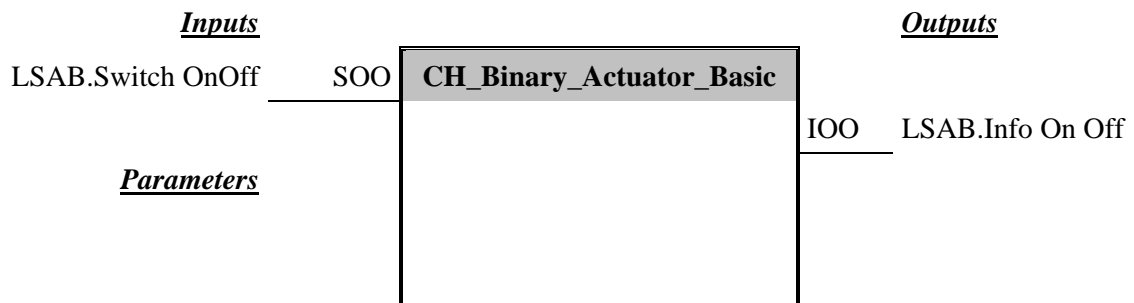 Inputs Outputs
LSAB.Switch OnOff SOO CH_Binary_Actuator_Basic
IOO LSAB.Info On Off
Parameters